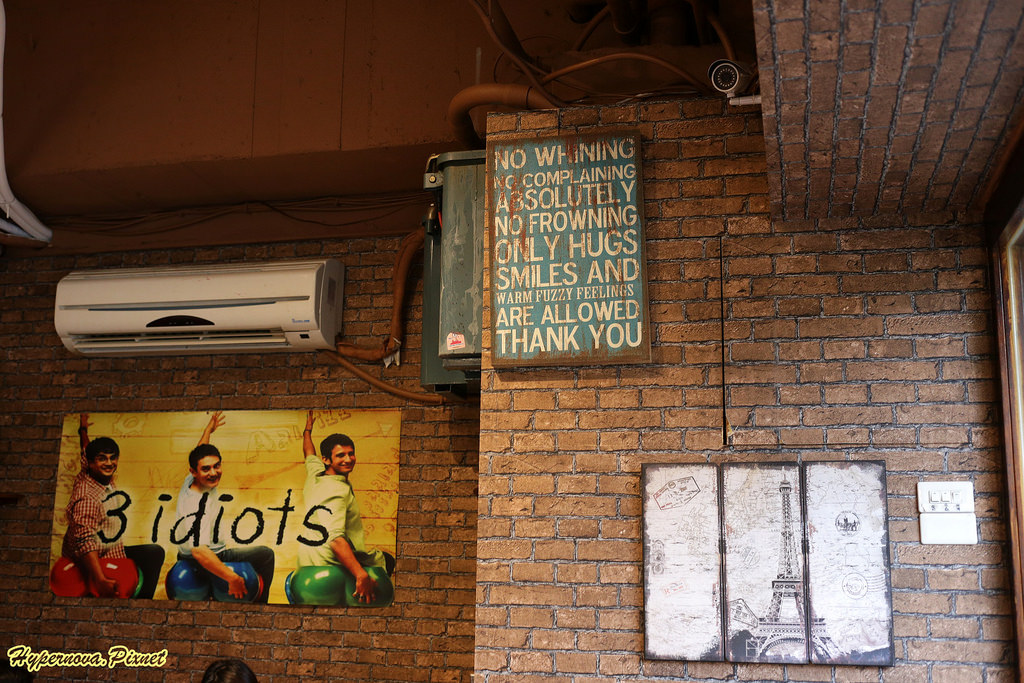 NO WHINING
NO COMPLAINING
ABSOLUTELY
NO FROWNING
ONLY HUGS
SMILES AND
WARM FUZZY FEELINGS
ARE ALLOWED
THANK YOU
3 idiots
Hypernova.Pixnet